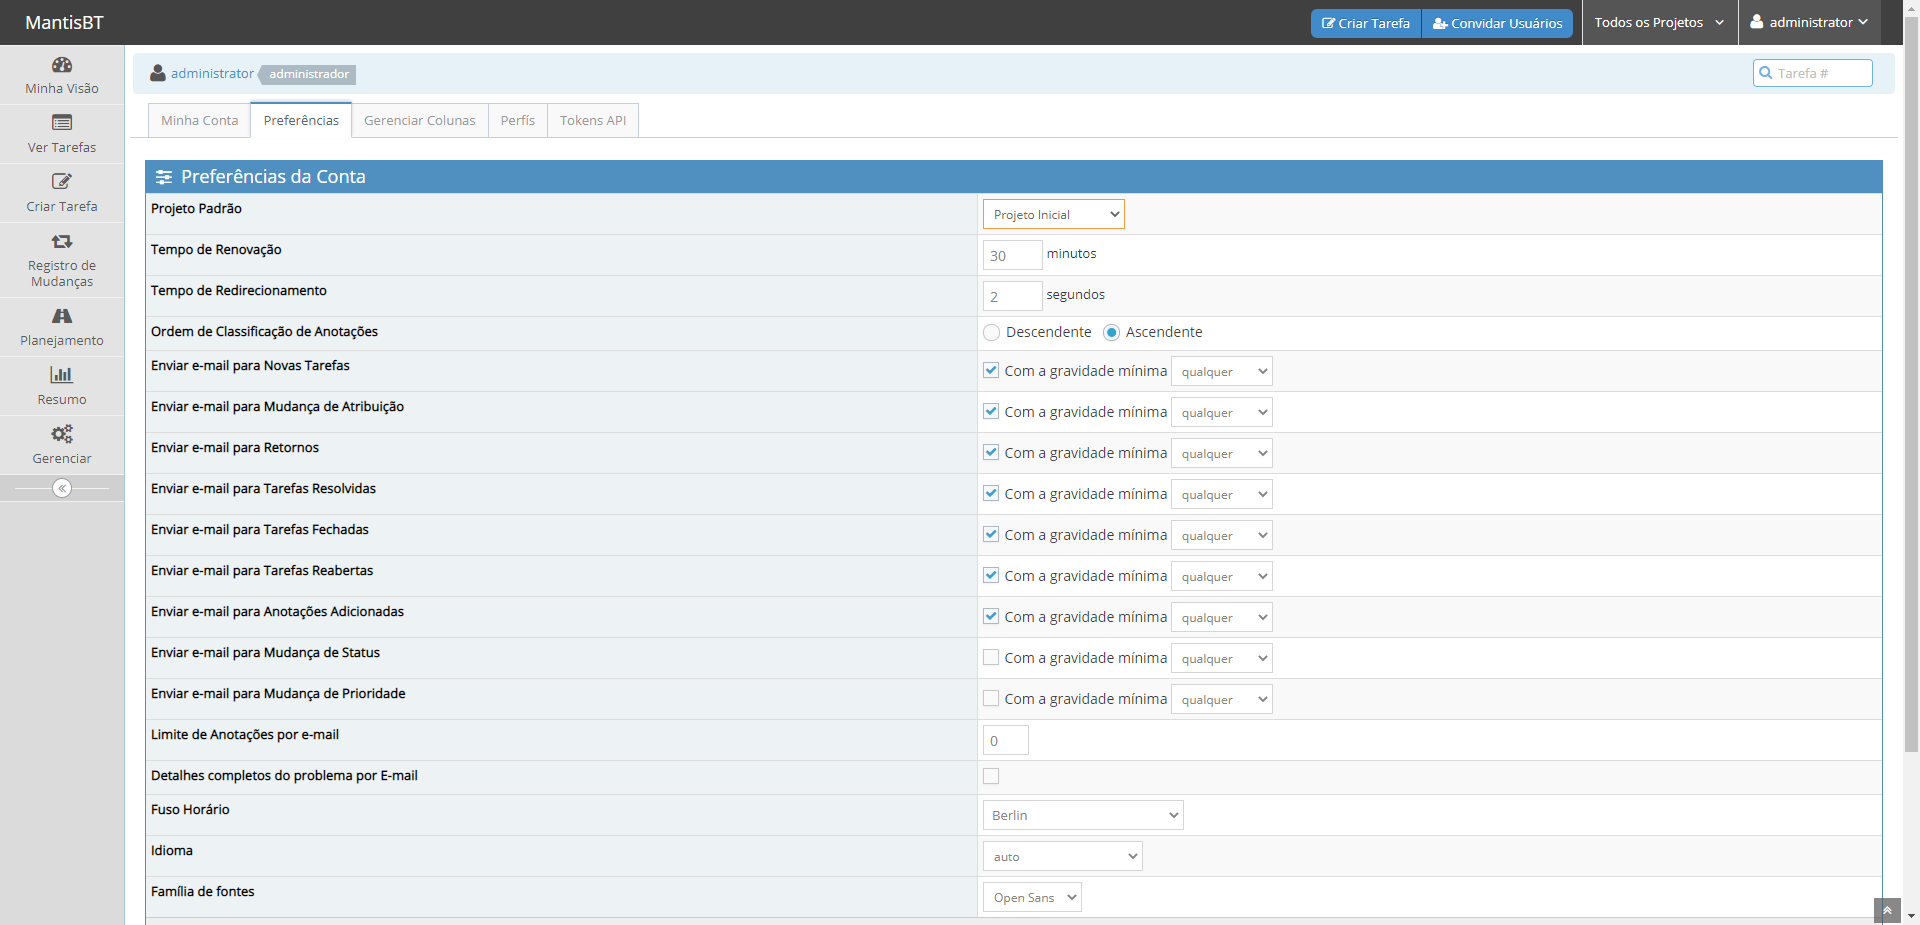 MantisBT
Criar Tarefa
Convidar Usuários
Todos os Projetos
administrator
Minha Visão
Ver Tarefas
Criar Tarefa
Registro de
Mudanças
Planejamento
Resumo
Gerenciar
administrator administrador
Tarefa #
Minha Conta
Preferências
Gerenciar Colunas
Perfís
Tokens API
Preferências da Conta
Projeto Padrão
Projeto Inicial
Tempo de Renovação
30 minutos
Tempo de Redirecionamento
2 segundos
Ordem de Classificação de Anotações
Descendente Ascendente
Enviar e-mail para Novas Tarefas
Com a gravidade mínima qualquer
Enviar e-mail para Mudança de Atribuição
Com a gravidade mínima qualquer
Enviar e-mail para Retornos
Com a gravidade mínima qualquer
Enviar e-mail para Tarefas Resolvidas
Com a gravidade mínima qualquer
Enviar e-mail para Tarefas Fechadas
Com a gravidade mínima qualquer
Enviar e-mail para Tarefas Reabertas
Com a gravidade mínima qualquer
Enviar e-mail para Anotações Adicionadas
Com a gravidade mínima qualquer
Enviar e-mail para Mudança de Status
Com a gravidade mínima qualquer
Enviar e-mail para Mudança de Prioridade
Com a gravidade mínima qualquer
Limite de Anotações por e-mail
0
Detalhes completos do problema por E-mail
Fuso Horário
Berlin
Idioma
auto
Família de fontes
Open Sans